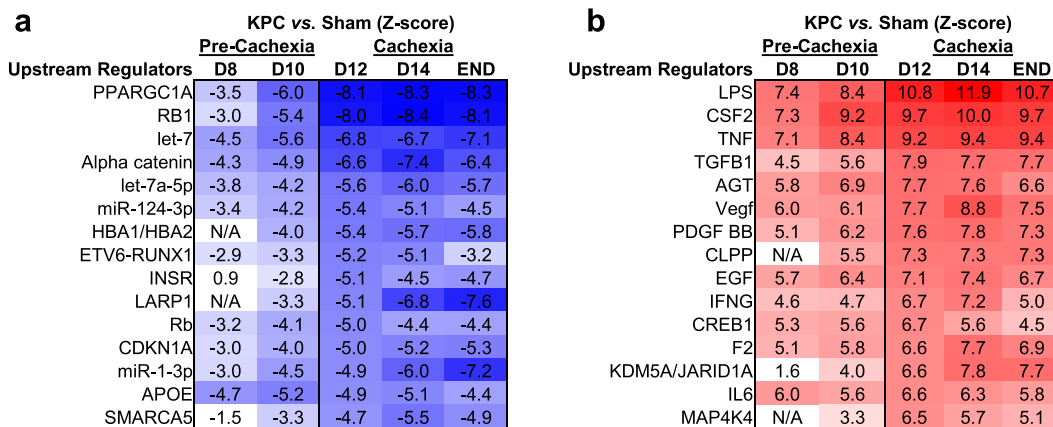 a
KPC vs. Sham (Z-score)
Pre-Cachexia Cachexia
Upstream Regulators D8 D10 D12 D14 END
PPARGC1A -3.5 -6.0 -8.1 -8.3 -8.3
RB1 -3.0 -5.4 -8.0 -8.4 -8.1
let-7 -4.5 -5.6 -6.8 -6.7 -7.1
Alpha catenin -4.3 -4.9 -6.6 -7.4 -6.4
let-7a-5p -3.8 -4.2 -5.6 -6.0 -5.7
miR-124-3p -3.4 -4.2 -5.4 -5.1 -4.5
HBA1/HBA2 N/A -4.0 -5.4 -5.7 -5.8
ETV6-RUNX1 -2.9 -3.3 -5.2 -5.1 -3.2
INSR 0.9 -2.8 -5.1 -4.5 -4.7
LARP1 N/A -3.3 -5.1 -6.8 -7.6
Rb -3.2 -4.1 -5.0 -4.4 -4.4
CDKN1A -3.0 -4.0 -5.0 -5.2 -5.3
miR-1-3p -3.0 -4.5 -4.9 -6.0 -7.2
APOE -4.7 -5.2 -4.9 -5.1 -4.4
SMARCA5 -1.5 -3.3 -4.7 -5.5 -4.9
b
KPC vs. Sham (Z-score)
Pre-Cachexia Cachexia
Upstream Regulators D8 D10 D12 D14 END
LPS 7.4 8.4 10.8 11.9 10.7
CSF2 7.3 9.2 9.7 10.0 9.7
TNF 7.1 8.4 9.2 9.4 9.4
TGFB1 4.5 5.6 7.9 7.7 7.7
AGT 5.8 6.9 7.7 7.6 6.6
Vegf 6.0 6.1 7.7 8.8 7.5
PDGF BB 5.1 6.2 7.6 7.8 7.3
CLPP N/A 5.5 7.3 7.3 7.3
EGF 5.7 6.4 7.1 7.4 6.7
IFNG 4.6 4.7 6.7 7.2 5.0
CREB1 5.3 5.6 6.7 5.6 4.5
F2 5.1 5.8 6.6 7.7 6.9
KDM5A/JARID1A 1.6 4.0 6.6 7.8 7.7
IL6 6.0 5.6 6.6 6.3 5.8
MAP4K4 N/A 3.3 6.5 5.7 5.1